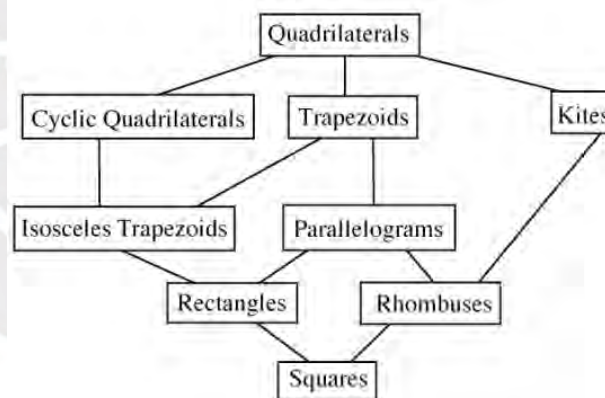 Quadrilaterals
Cyclic Quadrilaterals
Trapezoids
Kites
Isosceles Trapezoids
Parallelograms
Rectangles
Rhombuses
Squares